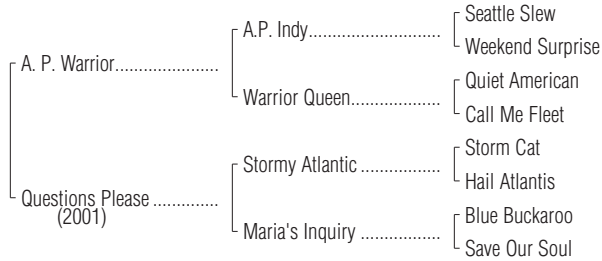 Seattle Slew
A.P. Indy................................
Weekend Surprise
A. P. Warrior.....................
Quiet American
Warrior Queen......................
Call Me Fleet
Storm Cat
Stormy Atlantic ...................
Hail Atlantis
Questions Please .............
(2001)
Blue Buckaroo
Maria's Inquiry ...................
Save Our Soul